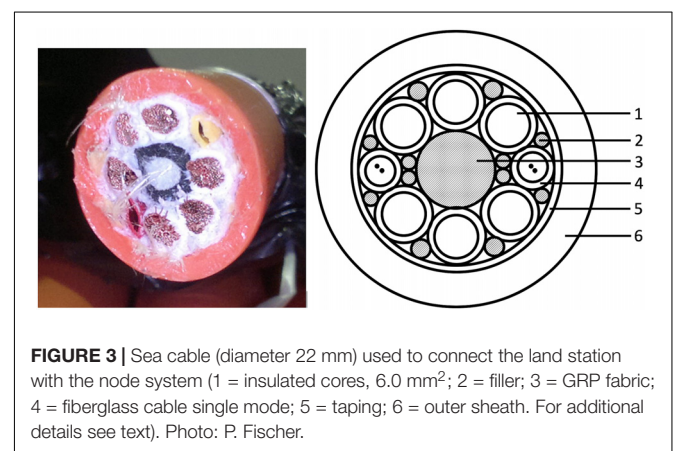 1
2
3
4
5
6
FIGURE 3 | Sea cable (diameter 22 mm) used to connect the land station
with the node system (1 = insulated cores, 6.0 mm²; 2 = filler; 3 = GRP fabric;
4 = fiberglass cable single mode; 5 = taping; 6 = outer sheath. For additional
details see text). Photo: P. Fischer.